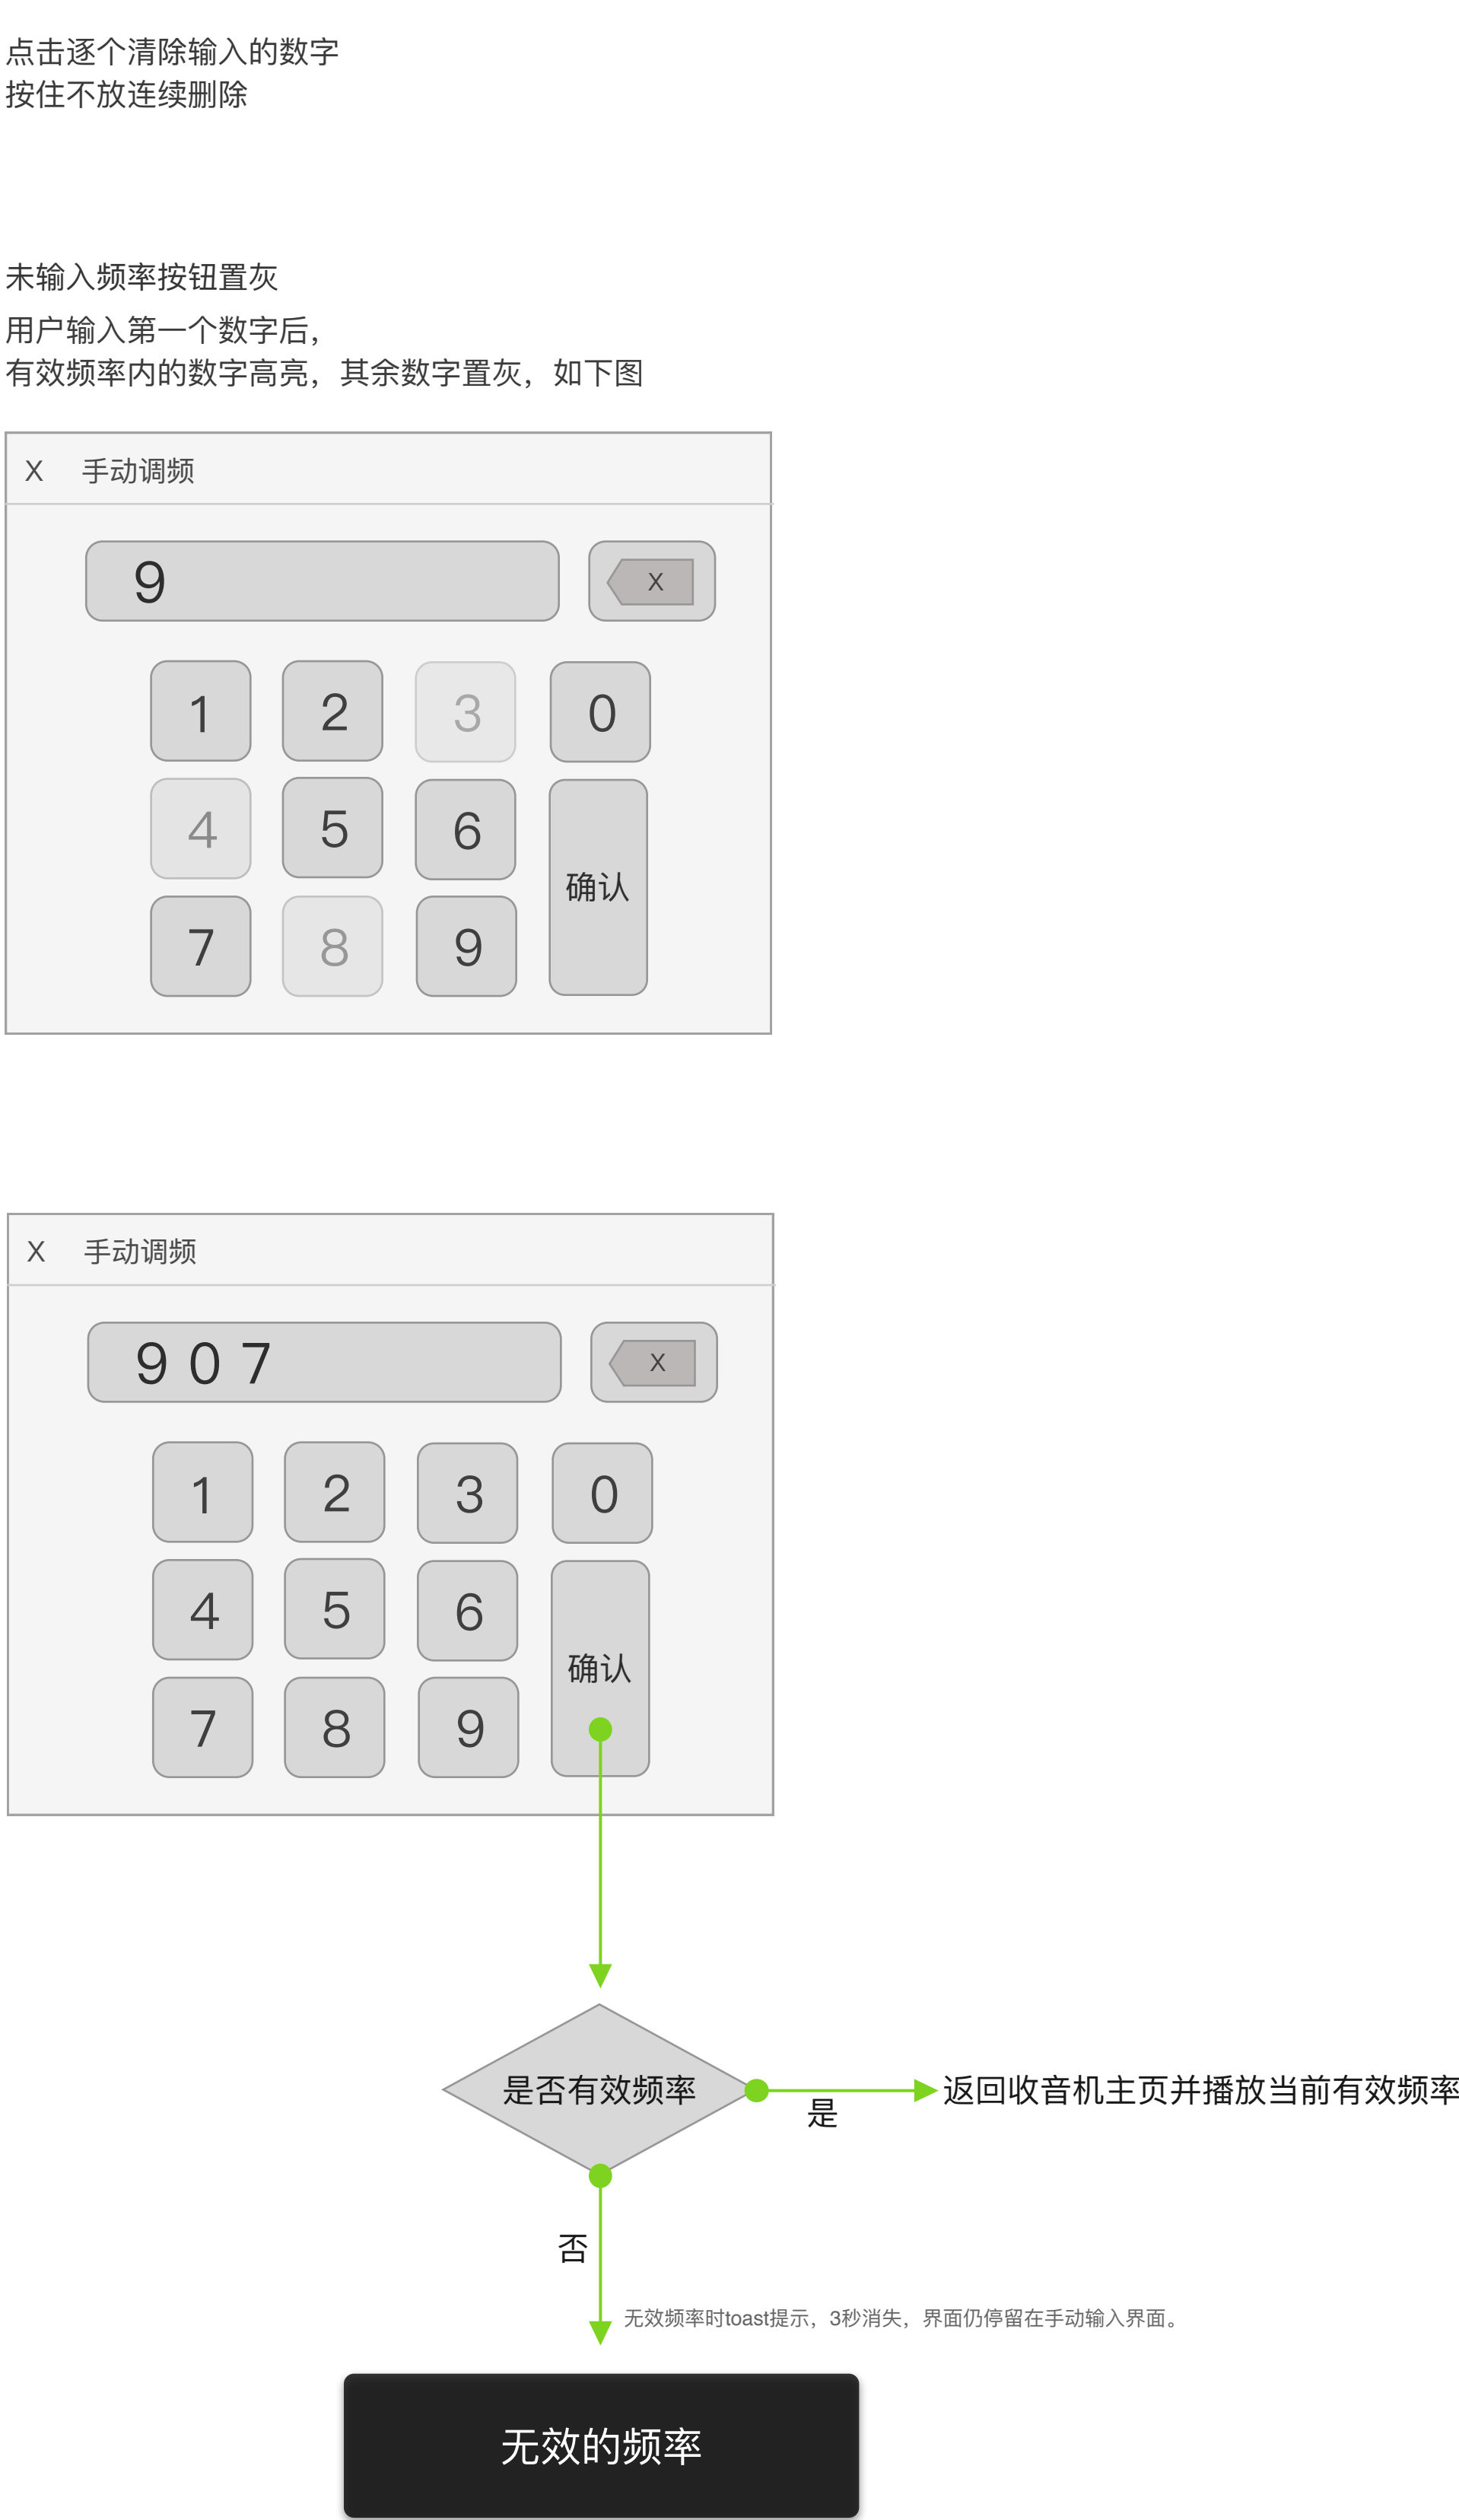 点击逐个清除输入的数字
按住不放连续删除
未输入频率按钮置灰
用户输入第一个数字后，
有效频率内的数字高亮，其余数字置灰，如下图
X 手动调频
9 X
1 2 3 0
4 5 6
确认
7 8 9
X 手动调频
9 0 7 X
1 2 3 0
4 5 6
确认
7 8 9
是否有效频率
是
返回收音机主页并播放当前有效频率
否
无效频率时toast提示，3秒消失，界面仍停留在手动输入界面。
无效的频率